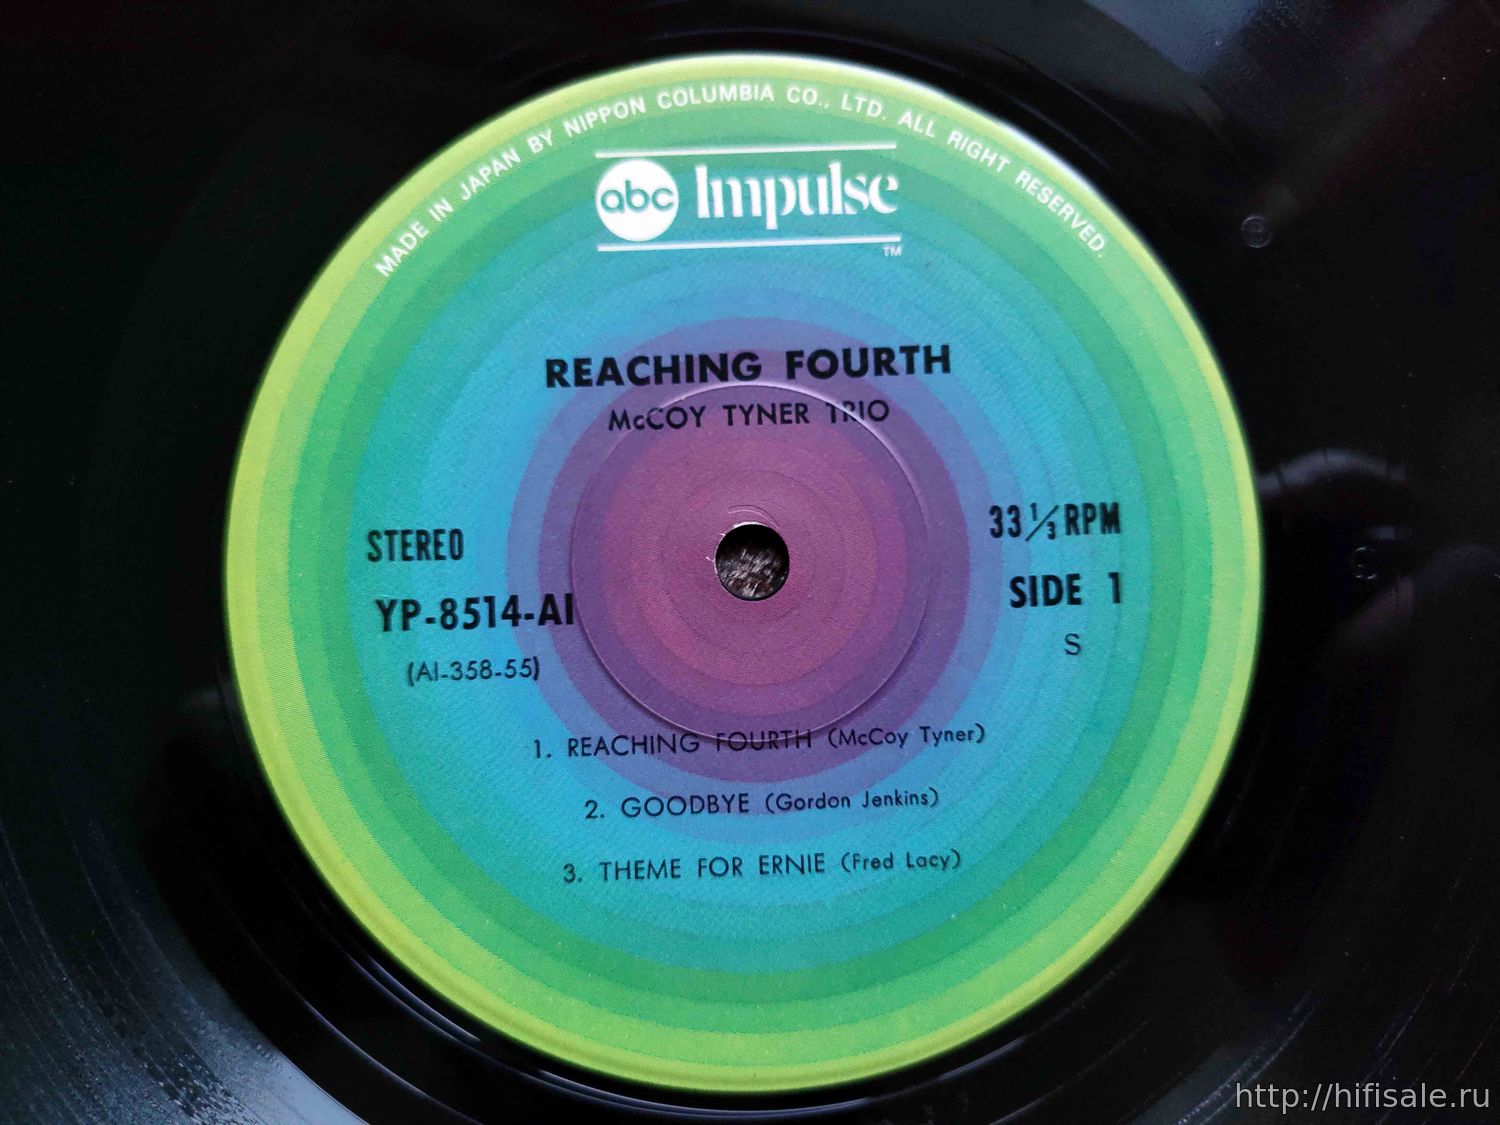 MADE IN JAPAN BY NIPPON COLUMBIA CO., LTD. ALL RIGHT RESERVED.
abc Impulse
TM
REACHING FOURTH
McCOY TYNER TRIO
STEREO
33 1/3 RPM
YP-8514-AI
SIDE 1
(AI-358-55)
S
1. REACHING FOURTH (McCoy Tyner)
2. GOODBYE (Gordon Jenkins)
3. THEME FOR ERNIE (Fred Lacy)
http://hifisale.ru